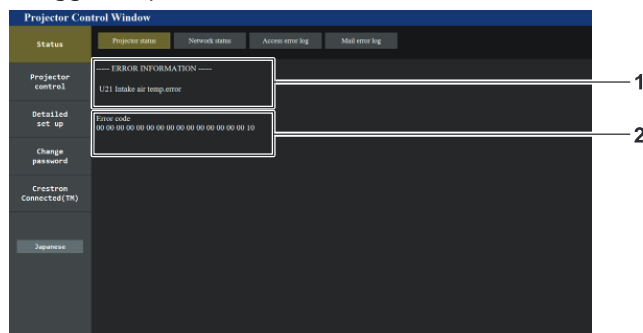 Projector Control Window
Status
Projector status Network status Access error log Mail error log
----- ERROR INFORMATION -----
U21 Intake air temp.error
1
Projector
control
Error code
00 00 00 00 00 00 00 00 00 00 00 00 00 00 00 10
2
Detailed
set up
Change
password
Crestron
Connected(TM)
Japanese